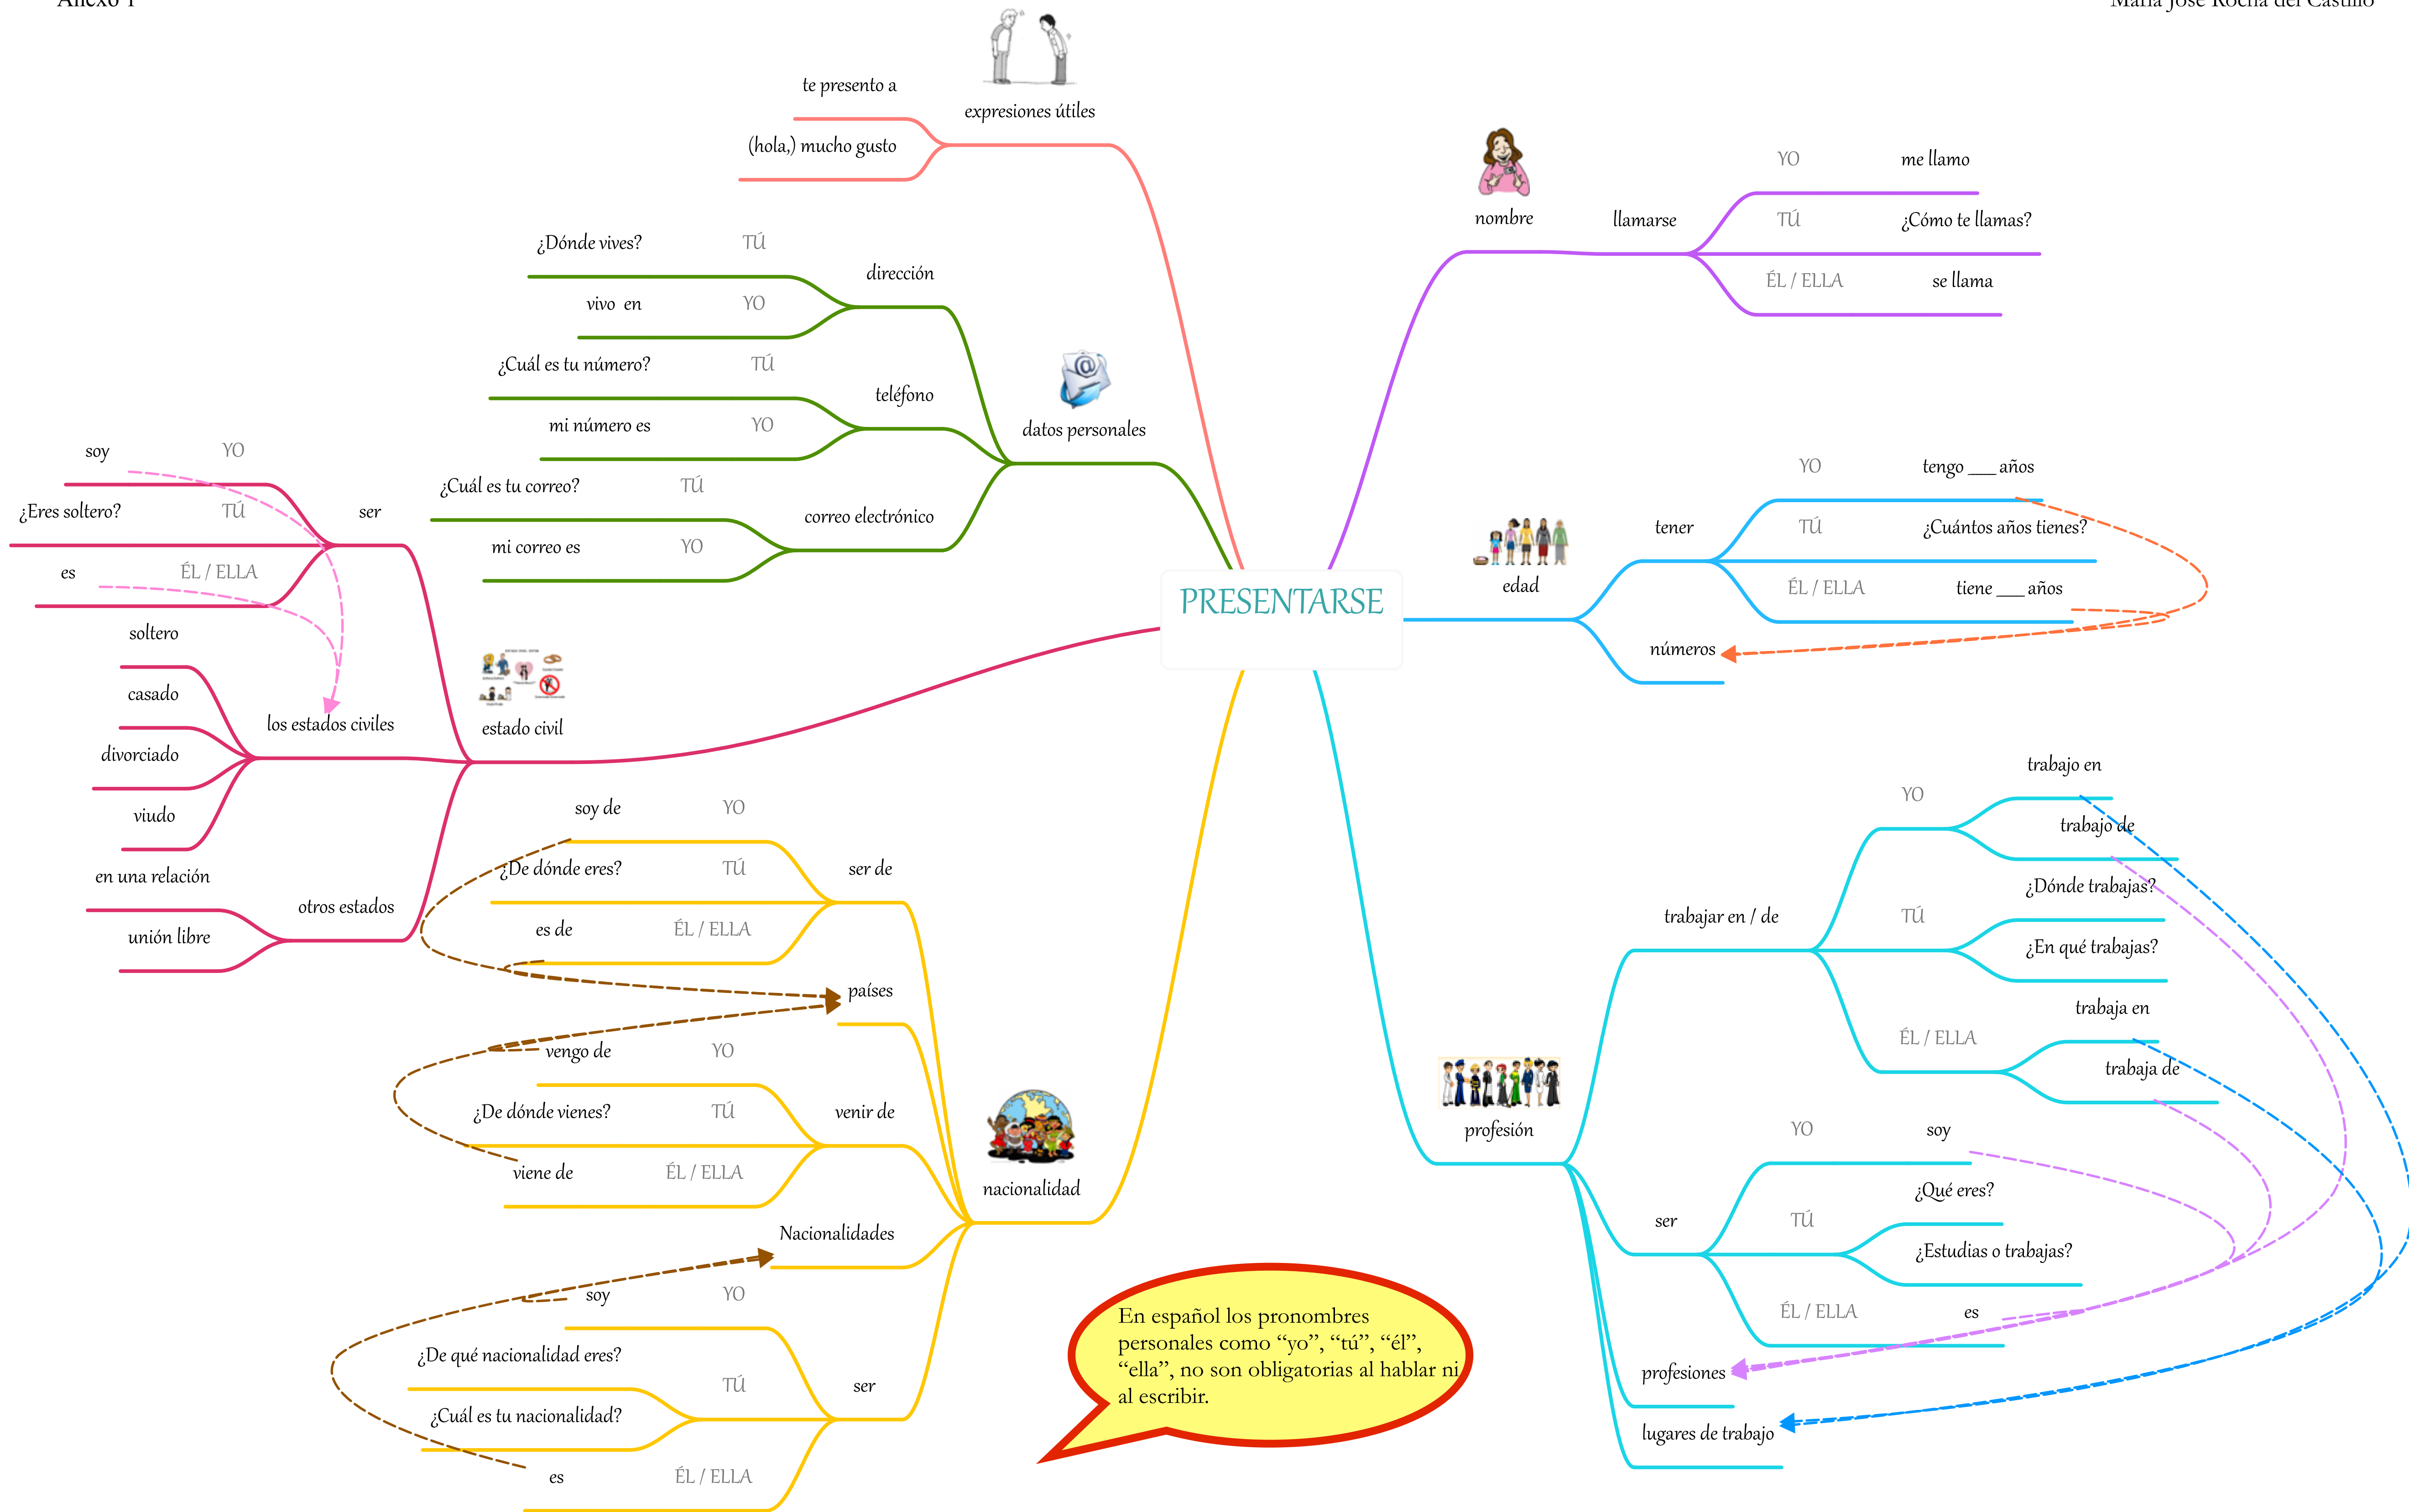 Anexo 1
María José Rocha del Castillo
PRESENTARSE
expresiones útiles
te presento a
(hola,) mucho gusto
datos personales
dirección
¿Dónde vives? TÚ
vivo en YO
teléfono
¿Cuál es tu número? TÚ
mi número es YO
correo electrónico
¿Cuál es tu correo? TÚ
mi correo es YO
estado civil
ser
soy YO
¿Eres soltero? TÚ
es ÉL / ELLA
los estados civiles
soltero
casado
divorciado
viudo
otros estados
en una relación
unión libre
nacionalidad
ser de
soy de YO
¿De dónde eres? TÚ
es de ÉL / ELLA
países
venir de
vengo de YO
¿De dónde vienes? TÚ
viene de ÉL / ELLA
Nacionalidades
ser
soy YO
TÚ
¿De qué nacionalidad eres?
¿Cuál es tu nacionalidad?
es ÉL / ELLA
nombre
llamarse
YO me llamo
TÚ ¿Cómo te llamas?
ÉL / ELLA se llama
edad
tener
YO tengo ___ años
TÚ ¿Cuántos años tienes?
ÉL / ELLA tiene ___ años
números
profesión
trabajar en / de
YO
trabajo en
trabajo de
TÚ
¿Dónde trabajas?
¿En qué trabajas?
ÉL / ELLA
trabaja en
trabaja de
ser
YO soy
TÚ
¿Qué eres?
¿Estudias o trabajas?
ÉL / ELLA es
profesiones
lugares de trabajo
En español los pronombres
personales como “yo”, “tú”, “él”,
“ella”, no son obligatorias al hablar ni
al escribir.